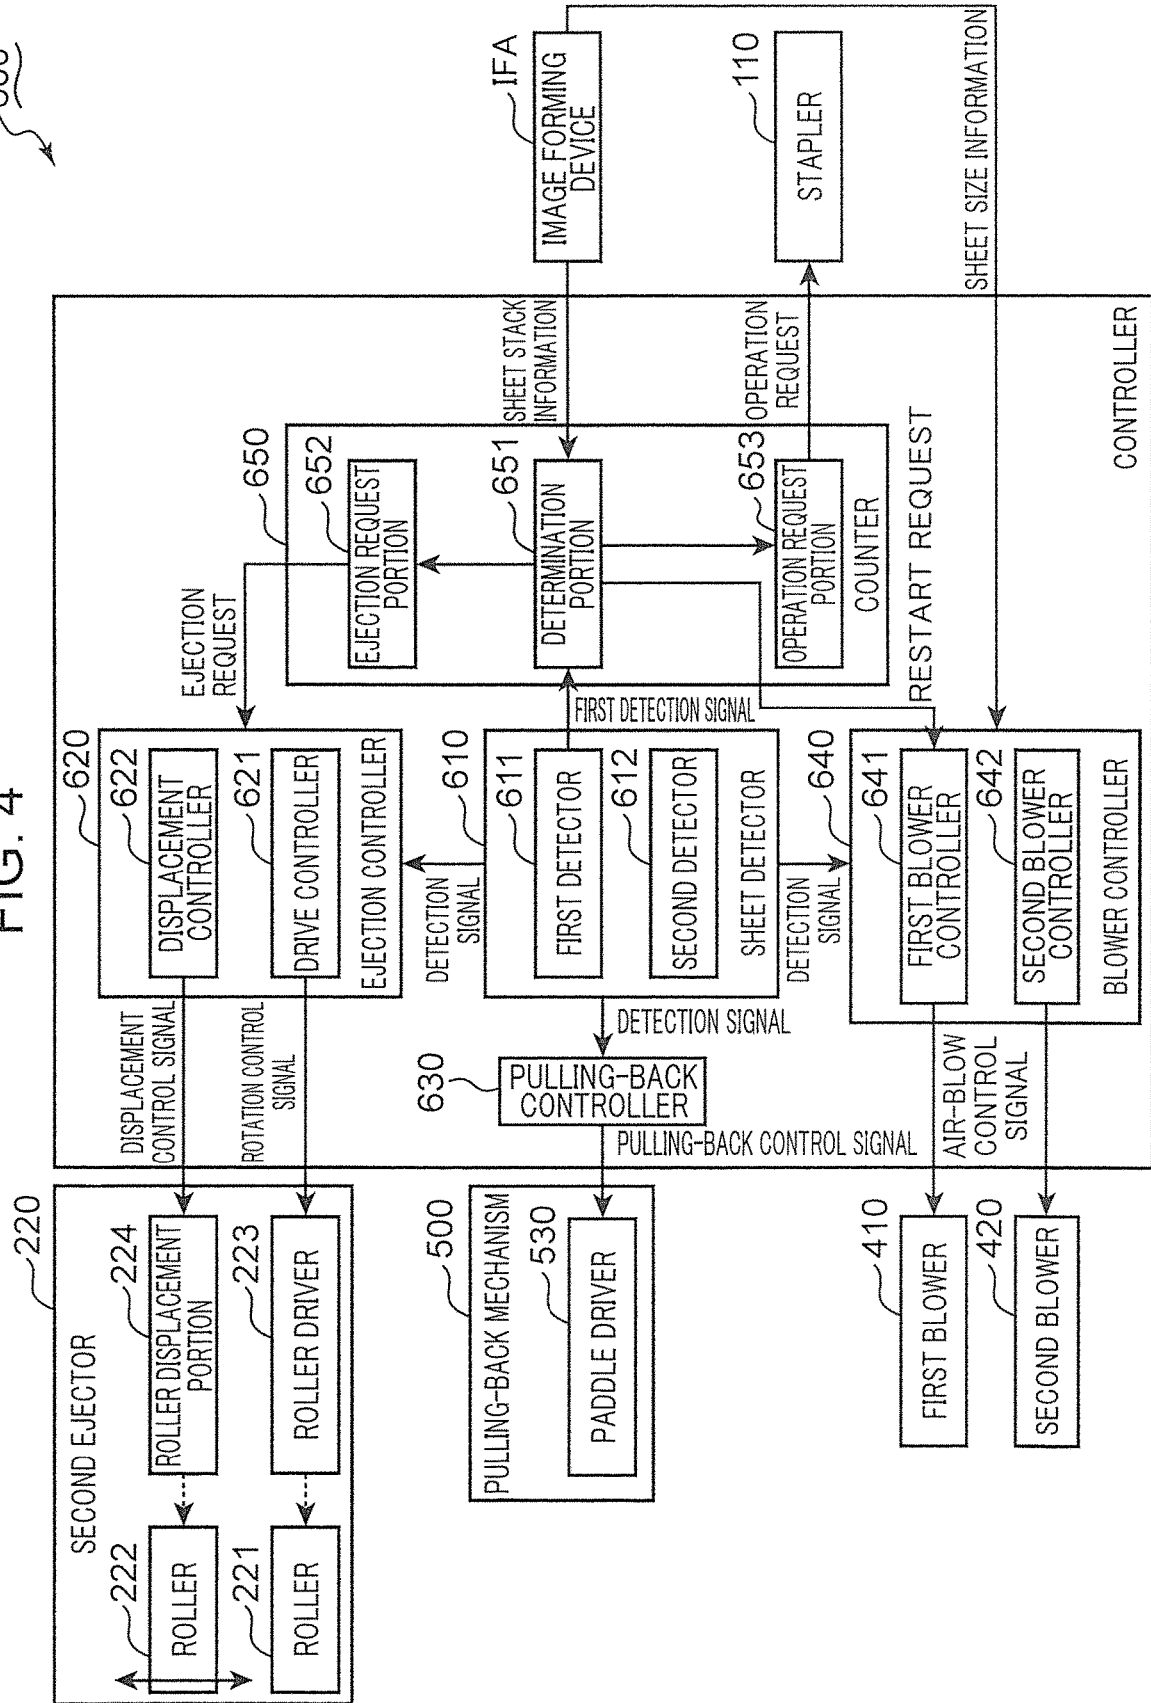 FIG. 4
600
220
SECOND EJECTOR
222
ROLLER
221
ROLLER
224
ROLLER DISPLACEMENT
PORTION
223
ROLLER DRIVER
DISPLACEMENT
CONTROL SIGNAL
ROTATION CONTROL
SIGNAL
620
622
DISPLACEMENT
CONTROLLER
621
DRIVE CONTROLLER
EJECTION CONTROLLER
EJECTION
REQUEST
650
652
EJECTION REQUEST
PORTION
651
DETERMINATION
PORTION
653
OPERATION REQUEST
PORTION
COUNTER
SHEET STACK
INFORMATION
OPERATION
REQUEST
IFA
IMAGE FORMING
DEVICE
110
STAPLER
SHEET SIZE INFORMATION
DETECTION
SIGNAL
610
611
FIRST DETECTOR
612
SECOND DETECTOR
SHEET DETECTOR
FIRST DETECTION SIGNAL
DETECTION SIGNAL
DETECTION
SIGNAL
630
PULLING-BACK
CONTROLLER
PULLING-BACK CONTROL SIGNAL
500
PULLING-BACK MECHANISM
530
PADDLE DRIVER
640
641
FIRST BLOWER
CONTROLLER
642
SECOND BLOWER
CONTROLLER
BLOWER CONTROLLER
RESTART REQUEST
AIR-BLOW
CONTROL
SIGNAL
410
FIRST BLOWER
420
SECOND BLOWER
CONTROLLER